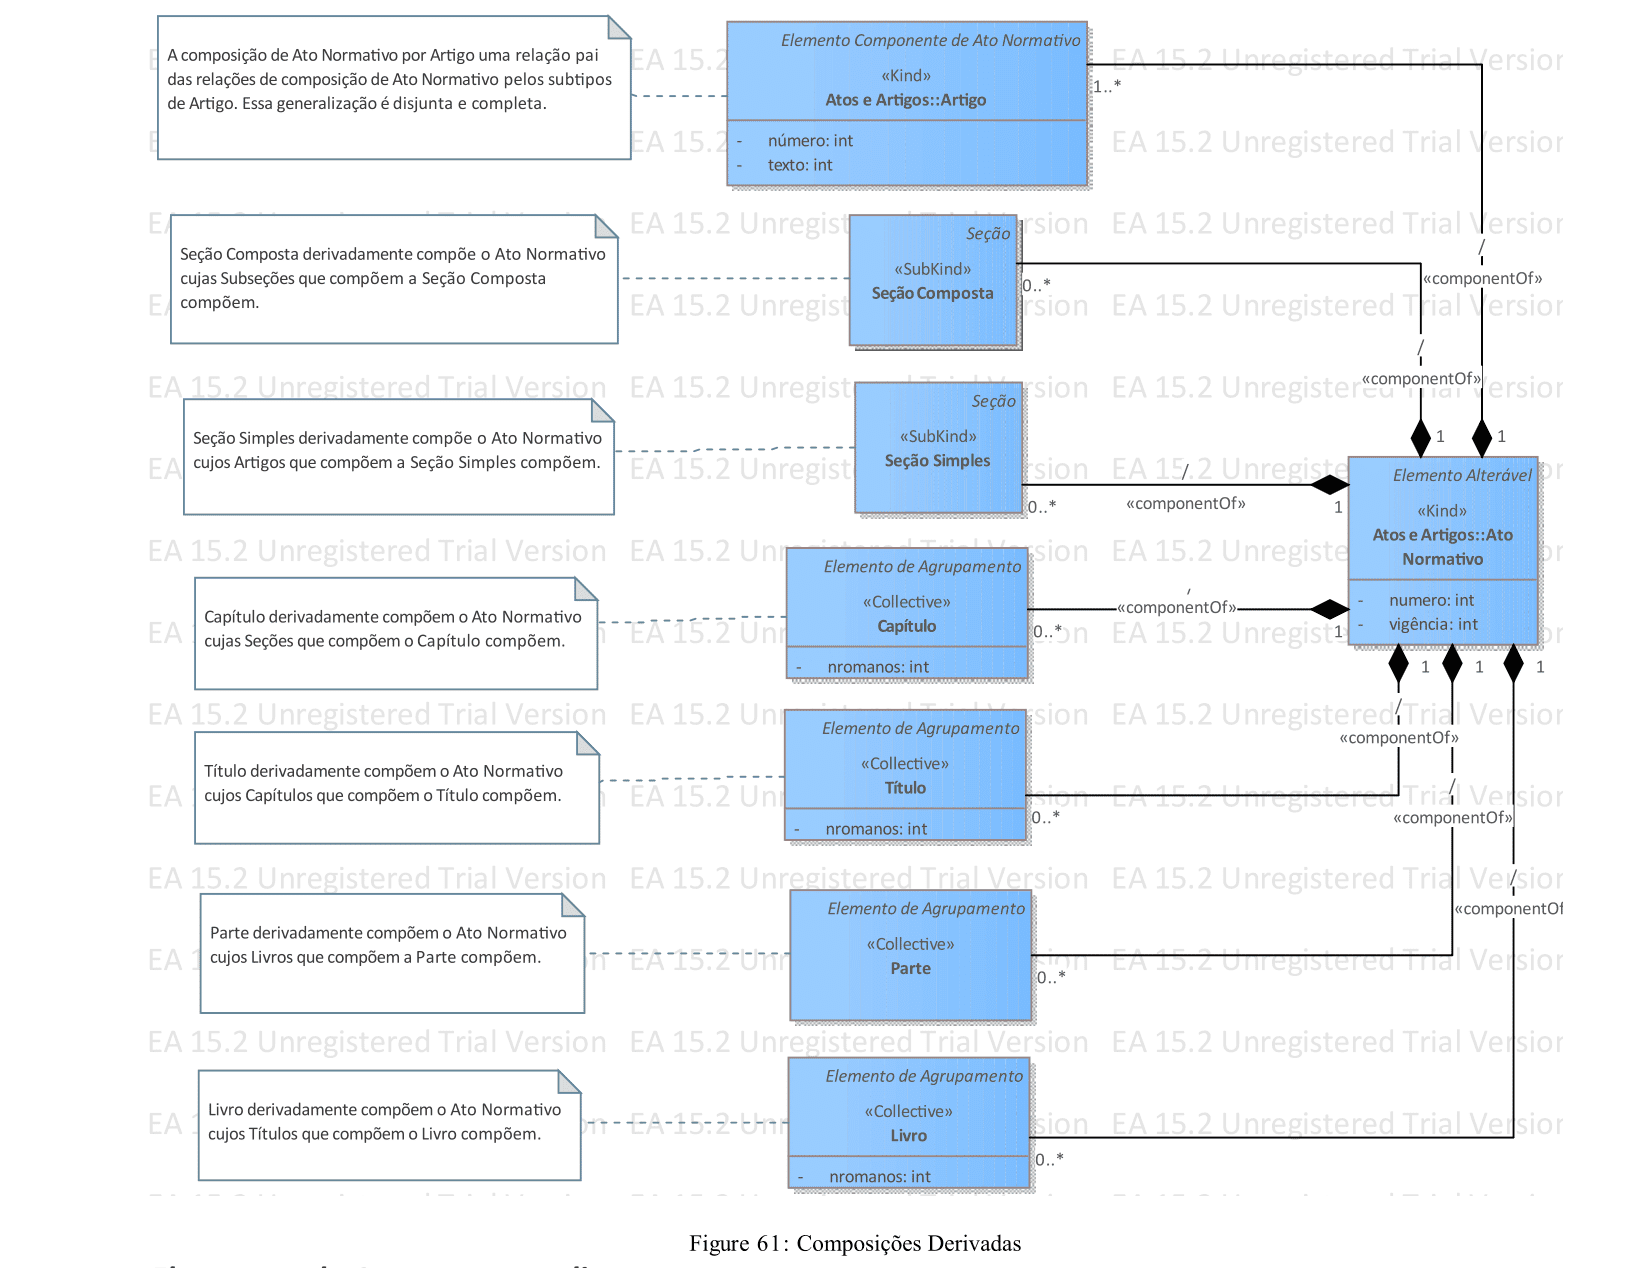 A composição de Ato Normativo por Artigo uma relação pai
das relações de composição de Ato Normativo pelos subtipos
de Artigo. Essa generalização é disjunta e completa.
Elemento Componente de Ato Normativo
«Kind»
Atos e Artigos::Artigo
- número: int
- texto: int
1..*
/
«componentOf»
1
Seção Composta derivadamente compõe o Ato Normativo
cujas Subseções que compõem a Seção Composta
compõem.
Seção
«SubKind»
Seção Composta
0..*
/
«componentOf»
1
Seção Simples derivadamente compõe o Ato Normativo
cujos Artigos que compõem a Seção Simples compõem.
Seção
«SubKind»
Seção Simples
0..*
/
«componentOf»
1
Elemento Alterável
«Kind»
Atos e Artigos::Ato
Normativo
- numero: int
- vigência: int
Capítulo derivadamente compõem o Ato Normativo
cujas Seções que compõem o Capítulo compõem.
Elemento de Agrupamento
«Collective»
Capítulo
- nromanos: int
0..*
/
«componentOf»
1
Título derivadamente compõem o Ato Normativo
cujos Capítulos que compõem o Título compõem.
Elemento de Agrupamento
«Collective»
Título
- nromanos: int
0..*
/
«componentOf»
1
Parte derivadamente compõem o Ato Normativo
cujos Livros que compõem a Parte compõem.
Elemento de Agrupamento
«Collective»
Parte
0..*
/
«componentOf»
1
Livro derivadamente compõem o Ato Normativo
cujos Títulos que compõem o Livro compõem.
Elemento de Agrupamento
«Collective»
Livro
- nromanos: int
0..*
/
«componentOf
1
EA 15.2 Unregistered Trial Version
Figure 61: Composições Derivadas